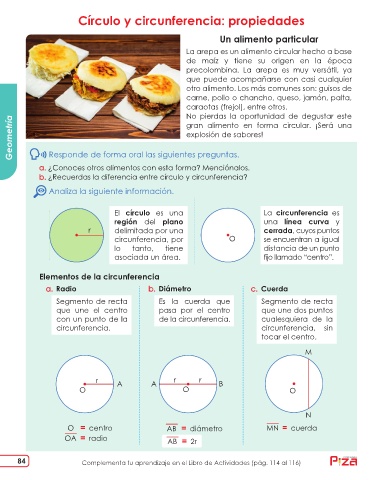 Círculo y circunferencia: propiedades
Un alimento particular
La arepa es un alimento circular hecho a base
de maíz y tiene su origen en la época
precolombina. La arepa es muy versátil, ya
que puede acompañarse con casi cualquier
otro alimento. Los más comunes son: guisos de
carne, pollo o chancho, queso, jamón, palta,
caraotas (frejol), entre otros.
No pierdas la oportunidad de degustar este
gran alimento en forma circular. ¡Será una
explosión de sabores!
Geometría
Responde de forma oral las siguientes preguntas.
a. ¿Conoces otros alimentos con esta forma? Menciónalos.
b. ¿Recuerdas la diferencia entre círculo y circunferencia?
Analiza la siguiente información.
r
El círculo es una
región del plano
delimitada por una
circunferencia, por
lo tanto, tiene
asociada un área.
O
La circunferencia es
una línea curva y
cerrada, cuyos puntos
se encuentran a igual
distancia de un punto
fijo llamado "centro".
Elementos de la circunferencia
a. Radio
Segmento de recta
que une el centro
con un punto de la
circunferencia.
b. Diámetro
Es la cuerda que
pasa por el centro
de la circunferencia.
c. Cuerda
Segmento de recta
que une dos puntos
cualesquiera de la
circunferencia, sin
tocar el centro.
r A
O
A r r B
O
M
O
N
O = centro
OA = radio
AB = diámetro
AB = 2r
MN = cuerda
84
Complementa tu aprendizaje en el Libro de Actividades (pág. 114 al 116)
Pza